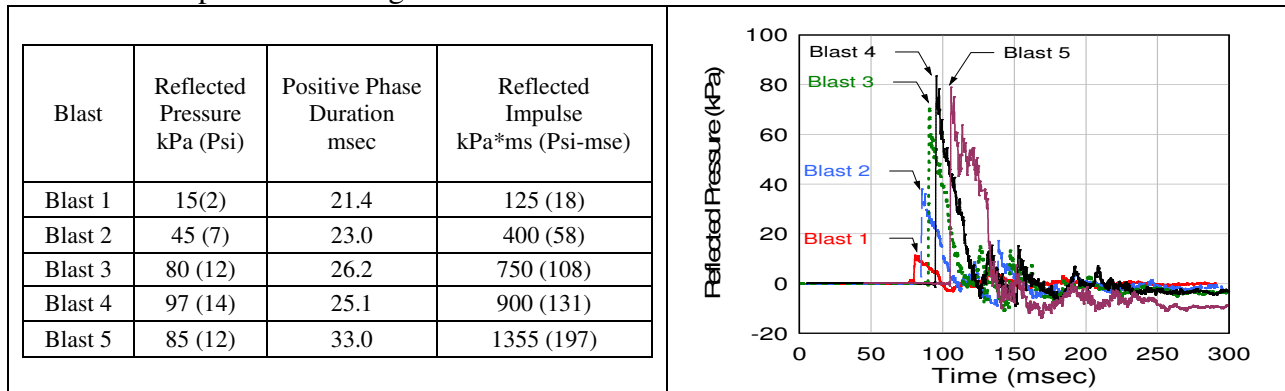 Blast
Reflected Pressure kPa (Psi)
Positive Phase Duration msec
Reflected Impulse kPa*ms (Psi-mse)
Blast 1 15(2) 21.4 125 (18)
Blast 2 45 (7) 23.0 400 (58)
Blast 3 80 (12) 26.2 750 (108)
Blast 4 97 (14) 25.1 900 (131)
Blast 5 85 (12) 33.0 1355 (197)
Reflected Pressure (kPa)
100
80
60
40
20
0
-20
Blast 4
Blast 5
Blast 3
Blast 2
Blast 1
0 50 100 150 200 250 300
Time (msec)